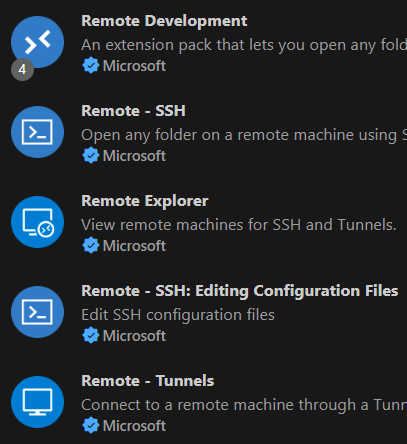 Remote Development
An extension pack that lets you open any fold
4
Microsoft
Remote - SSH
Open any folder on a remote machine using S
Microsoft
Remote Explorer
View remote machines for SSH and Tunnels.
Microsoft
Remote - SSH: Editing Configuration Files
Edit SSH configuration files
Microsoft
Remote - Tunnels
Connect to a remote machine through a Tunn
Microsoft